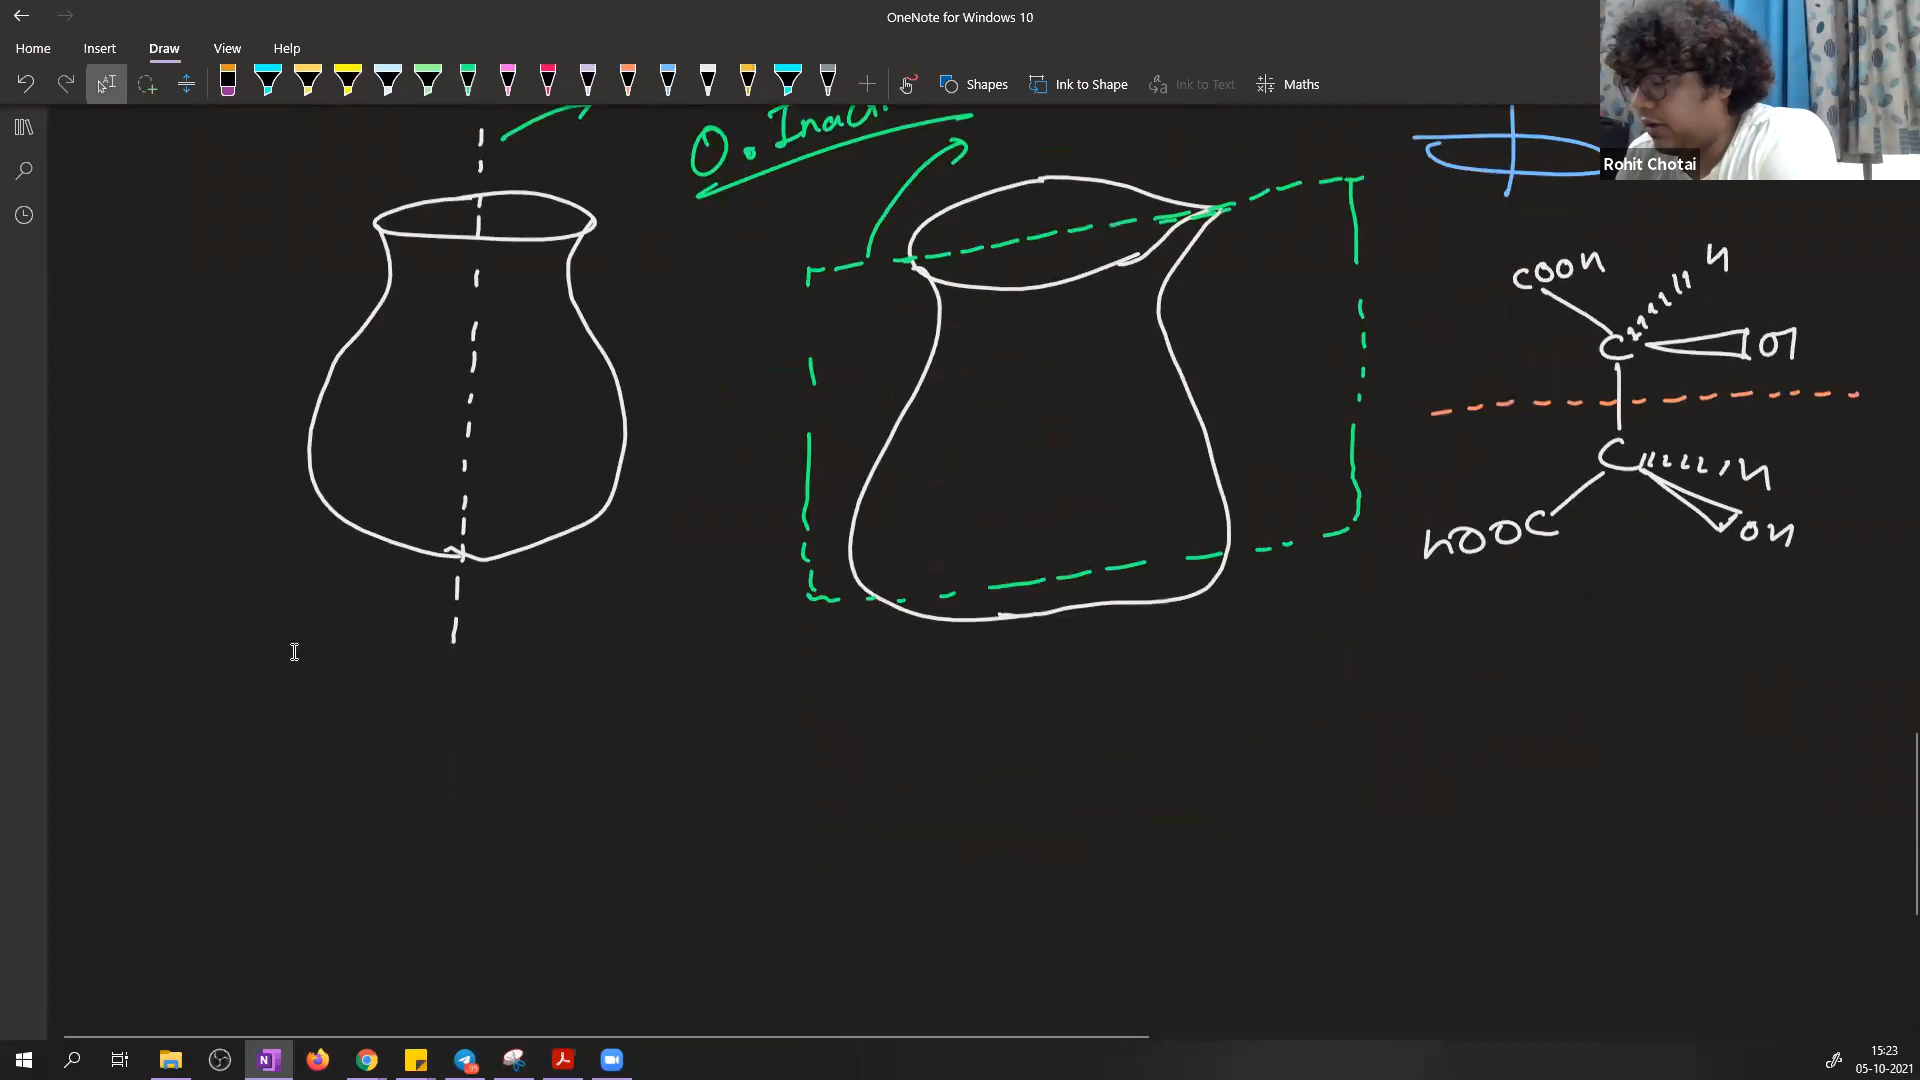 OneNote for Windows 10
Home Insert Draw View Help
Shapes Ink to Shape Ink to Text Maths
Rohit Chotai
O. Inac
COOH H
C OH
C H
HOOC OH
99
15:23
05-10-2021